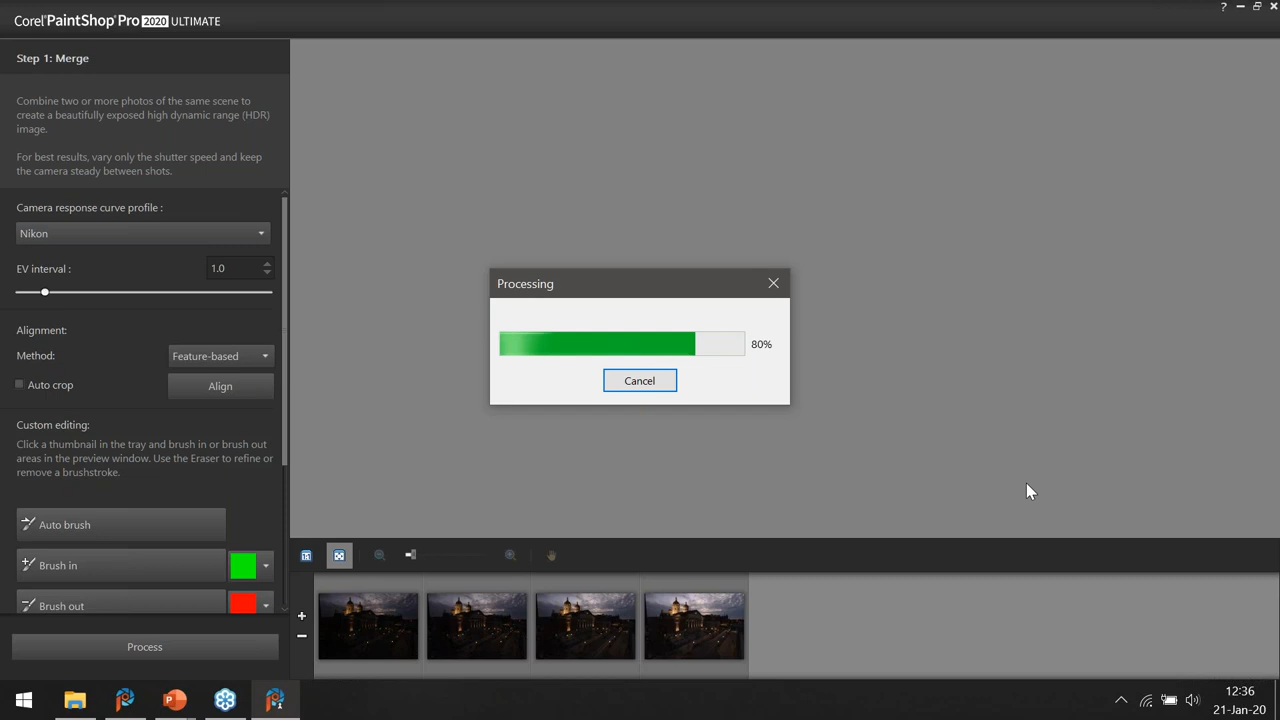 Corel PaintShop Pro 2020 ULTIMATE
?
Step 1: Merge
Combine two or more photos of the same scene to
create a beautifully exposed high dynamic range (HDR)
image.
For best results, vary only the shutter speed and keep
the camera steady between shots.
Camera response curve profile :
Nikon
EV interval :
1.0
Alignment:
Method:
Feature-based
Auto crop
Align
Custom editing:
Click a thumbnail in the tray and brush in or brush out
areas in the preview window. Use the Eraser to refine or
remove a brushstroke.
Auto brush
Brush in
Brush out
Process
Processing
80%
Cancel
12:36
21-Jan-20